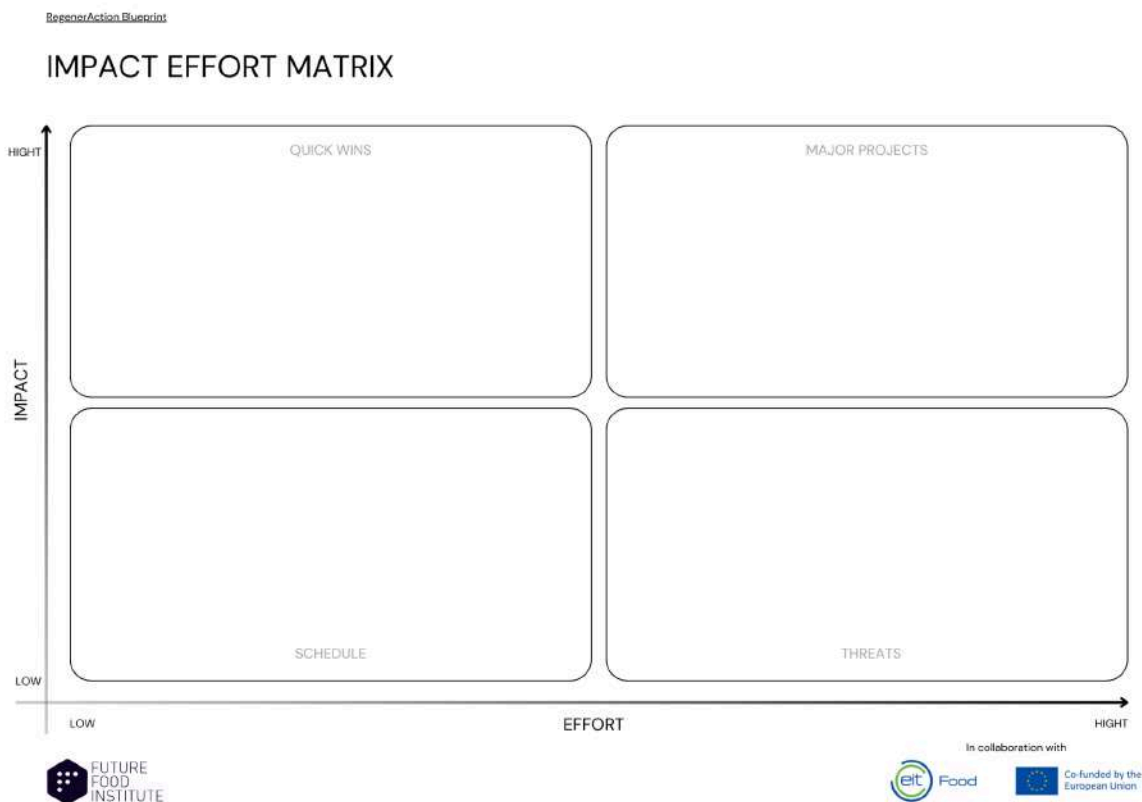 RegenerAction Blueprint
IMPACT EFFORT MATRIX
HIGHT
QUICK WINS
MAJOR PROJECTS
IMPACT
SCHEDULE
THREATS
LOW
LOW
EFFORT
HIGHT
In collaboration with
FUTURE
FOOD
INSTITUTE
eit Food
Co-funded by the
European Union